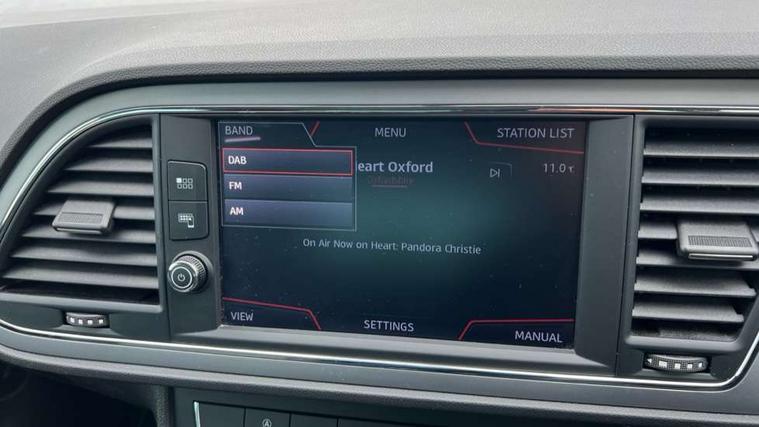 BAND
MENU
STATION LIST
DAB
eart Oxford
11.0
FM
AM
On Air Now on Heart: Pandora Christie
VIEW
SETTINGS
MANUAL
A